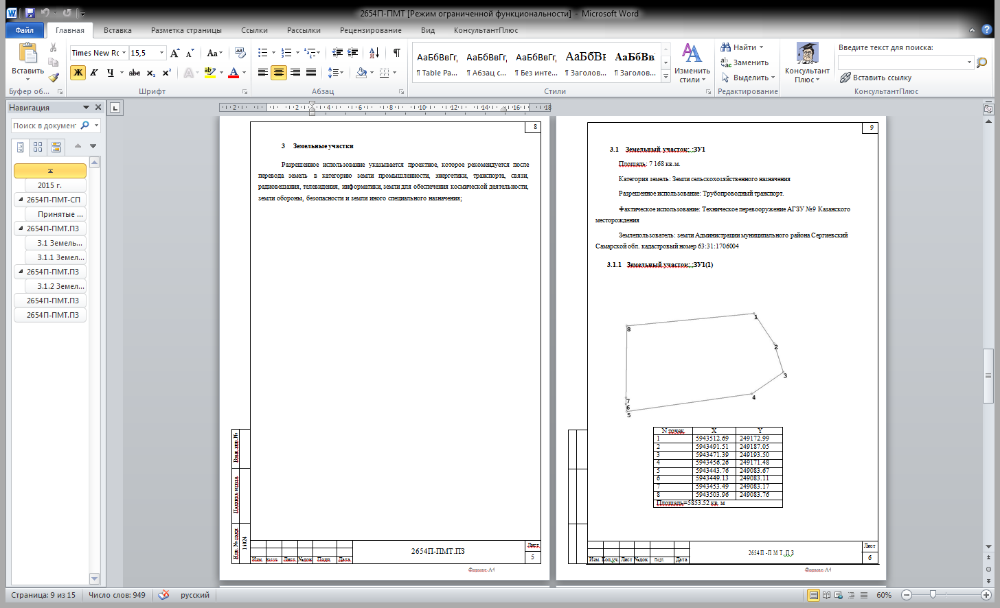 2654П-ПМТ [Режим ограниченной функциональности] - Microsoft Word
Файл Главная Вставка Разметка страницы Ссылки Рассылки Рецензирование Вид КонсультантПлюс
Вставить
Буфер об...
Times New Rc 15,5
Ж К Ч abc x₂ x²
Шрифт
Абзац
АаБбВвГг, АаБбВвГг, АаБбВвГг, АаБбВı АаБбВв.
¶ Table Pa... ¶ Абзац с... ¶ Без инте... ¶ Заголов... ¶ Заголов...
Стили
Изменить стили
Найти
Заменить
Выделить
Редактирование
Консультант Плюс
Введите текст для поиска:
Вставить ссылку
КонсультантПлюс
Навигация
Поиск в документ
2015 г.
2654П-ПМТ-СП
Принятые ...
2654П-ПМТ.ПЗ
3.1 Земель...
3.1.1 Земел...
2654П-ПМТ.ПЗ
3.1.2 Земел...
2654П-ПМТ.ПЗ
2654П-ПМТ.ПЗ
2 2 4 6 8 10 12 14 16 18
8
3 Земельные участки
Разрешенное использование указывается проектное, которое рекомендуется после
перевода земель в категорию земли промышленности, энергетики, транспорта, связи,
радиовещания, телевидения, информатики, земли для обеспечения космической деятельности,
земли обороны, безопасности и земли иного специального назначения;
Взам. инв. №
Подпись и дата
Инв. № подл.
16024
2654П-ПМТ.ПЗ
Лист
5
Изм. Кол.уч. Лист №док Подп. Дата
Формат А4
9
3.1 Земельный участок: :ЗУ1
Площадь: 7 168 кв.м.
Категория земель: Земли сельскохозяйственного назначения
Разрешенное использование: Трубопроводный транспорт.
Фактическое использование: Техническое перевооружение АГЗУ №9 Казанского
месторождения
Землепользователь: земли Администрации муниципального района Сергиевский
Самарской обл. кадастровый номер 63:31:1706004
3.1.1 Земельный участок: :ЗУ1(1)
1
8
2
3
7
4
6
5
N точек X Y
1 5943512.69 249172.99
2 5943491.51 249187.05
3 5943471.39 249193.50
4 5943456.26 249171.48
5 5943443.76 249083.67
6 5943449.13 249083.11
7 5943453.49 249083.17
8 5943503.96 249083.76
Площадь=5853.52 кв. м
2654П-ПМТ.ПЗ
Лист
6
Изм. Кол.уч. Лист №док Подп. Дата
Формат А4
Страница: 9 из 15 Число слов: 949 русский 60%